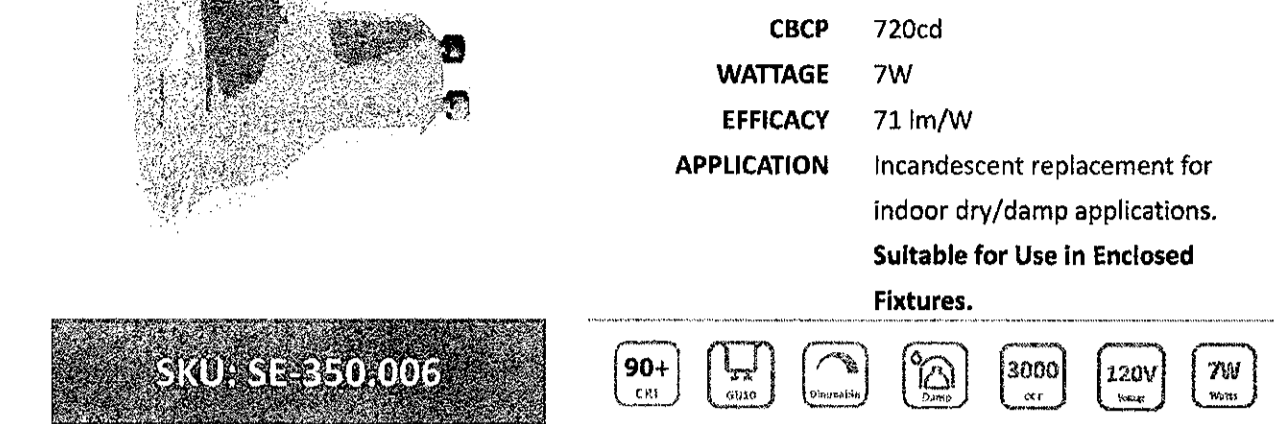 CBCP 720cd
WATTAGE 7W
EFFICACY 71 lm/W
APPLICATION Incandescent replacement for
indoor dry/damp applications.
Suitable for Use in Enclosed
Fixtures.
SKU: SE-350.006
90+ CRI
GU10
Dimmable
Damp
3000 CCT
120V Voltage
7W Watts